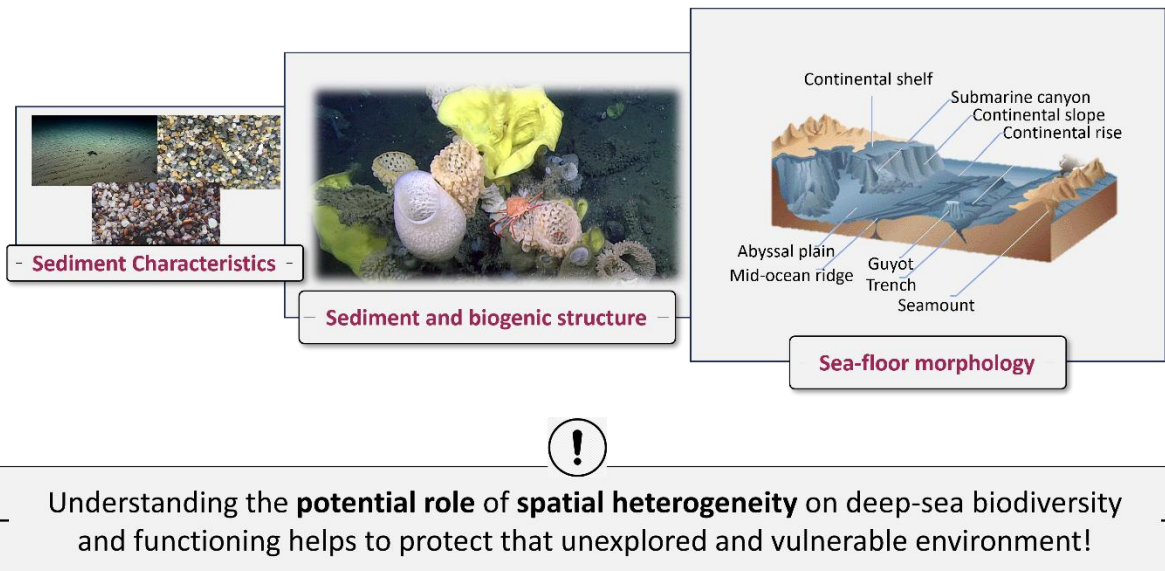 Sediment Characteristics
Sediment and biogenic structure
Continental shelf
Submarine canyon
Continental slope
Continental rise
Abyssal plain
Mid-ocean ridge
Guyot
Trench
Seamount
Sea-floor morphology
!
Understanding the potential role of spatial heterogeneity on deep-sea biodiversity
and functioning helps to protect that unexplored and vulnerable environment!